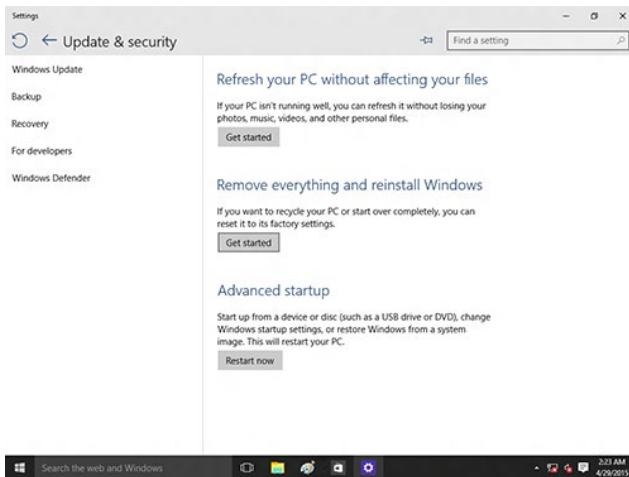 Settings
Update & security
Find a setting
Windows Update
Backup
Recovery
For developers
Windows Defender
Refresh your PC without affecting your files
If your PC isn't running well, you can refresh it without losing your
photos, music, videos, and other personal files.
Get started
Remove everything and reinstall Windows
If you want to recycle your PC or start over completely, you can
reset it to its factory settings.
Get started
Advanced startup
Start up from a device or disc (such as a USB drive or DVD), change
Windows startup settings, or restore Windows from a system
image. This will restart your PC.
Restart now
Search the web and Windows
2:23 AM
4/29/2015